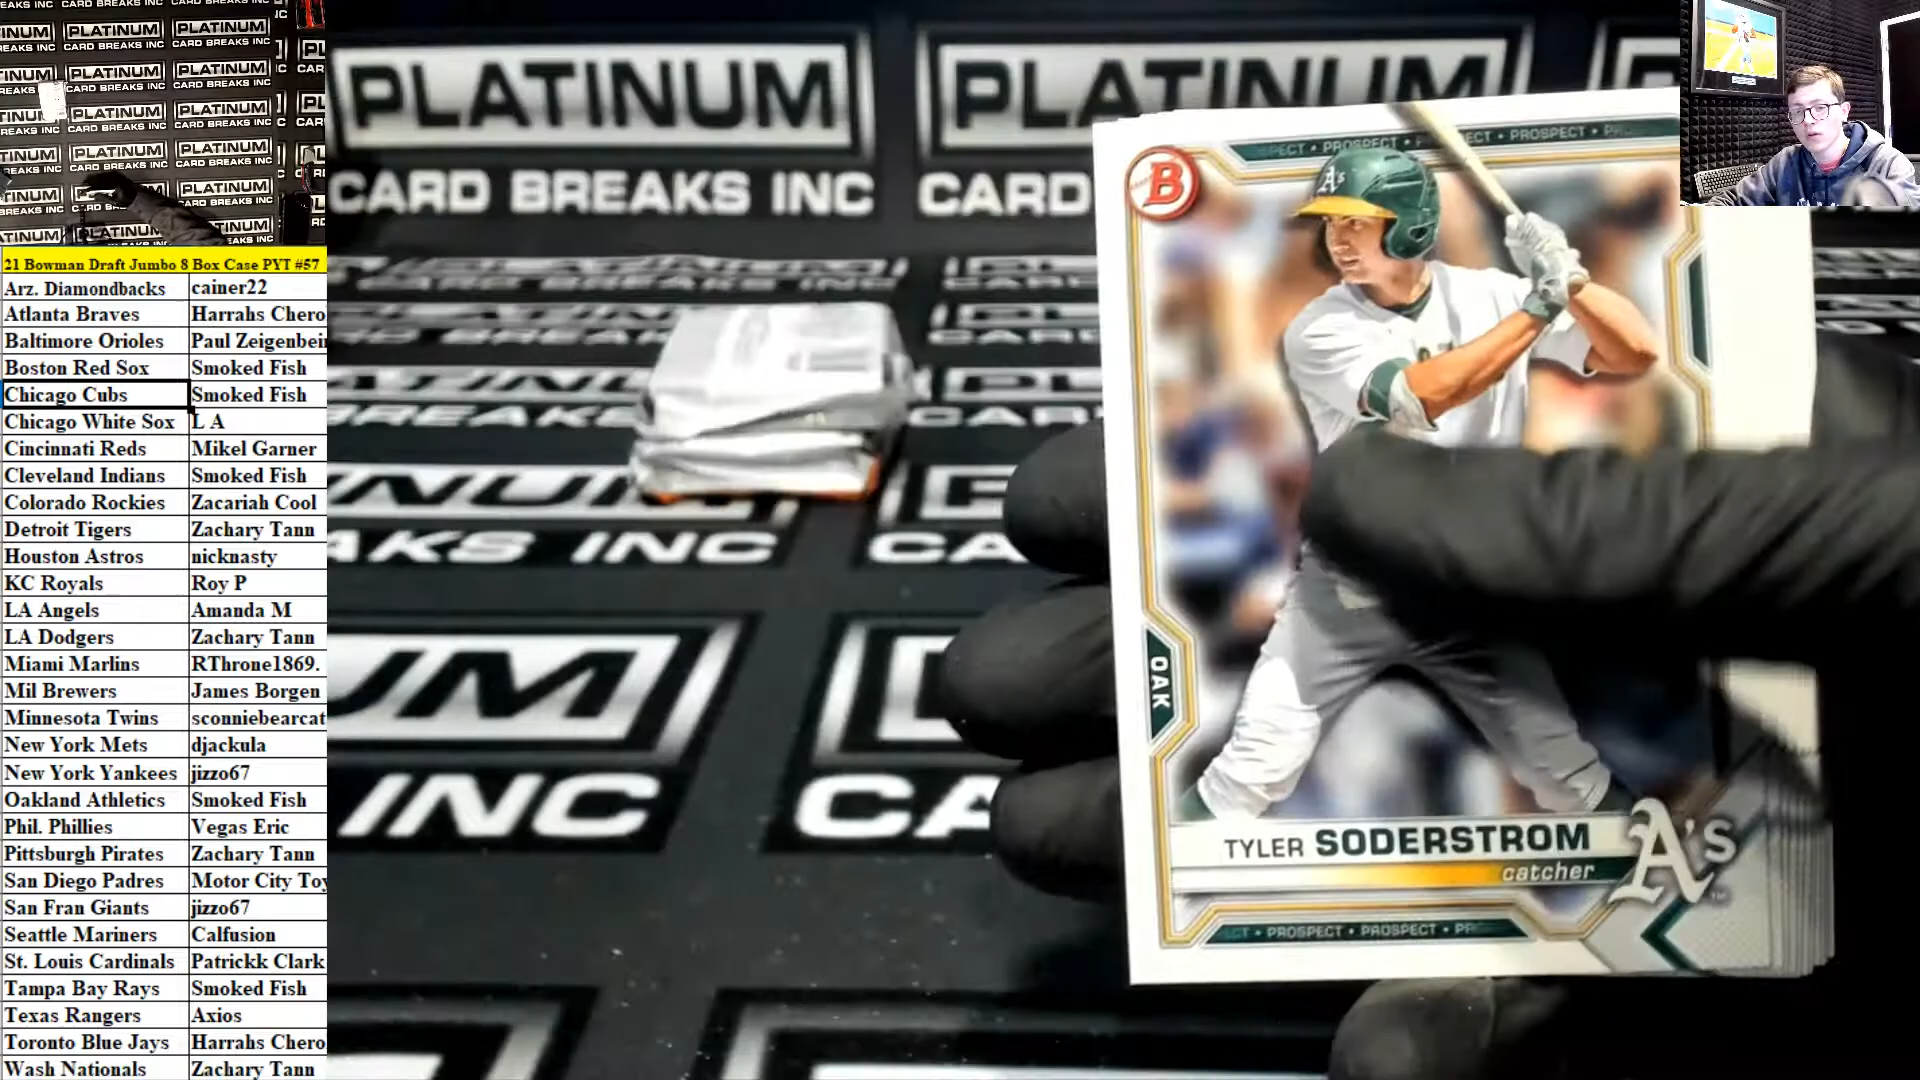 PLATINUM
CARD BREAKS INC
PLATINUM
CARD
21 Bowman Draft Jumbo 8 Box Case PYT #57
Arz. Diamondbacks cainer22
Atlanta Braves Harrahs Chero
Baltimore Orioles Paul Zeigenbei
Boston Red Sox Smoked Fish
Chicago Cubs Smoked Fish
Chicago White Sox L A
Cincinnati Reds Mikel Garner
Cleveland Indians Smoked Fish
Colorado Rockies Zacariah Cool
Detroit Tigers Zachary Tann
Houston Astros nicknasty
KC Royals Roy P
LA Angels Amanda M
LA Dodgers Zachary Tann
Miami Marlins RThrone1869.
Mil Brewers James Borgen
Minnesota Twins sconniebearcat
New York Mets djackula
New York Yankees jizzo67
Oakland Athletics Smoked Fish
Phil. Phillies Vegas Eric
Pittsburgh Pirates Zachary Tann
San Diego Padres Motor City Toy
San Fran Giants jizzo67
Seattle Mariners Calfusion
St. Louis Cardinals Patrickk Clark
Tampa Bay Rays Smoked Fish
Texas Rangers Axios
Toronto Blue Jays Harrahs Chero
Wash Nationals Zachary Tann
PROSPECT • PROSPECT
B
A's
OAK
TYLER SODERSTROM
catcher
A's
PROSPECT • PROSPECT